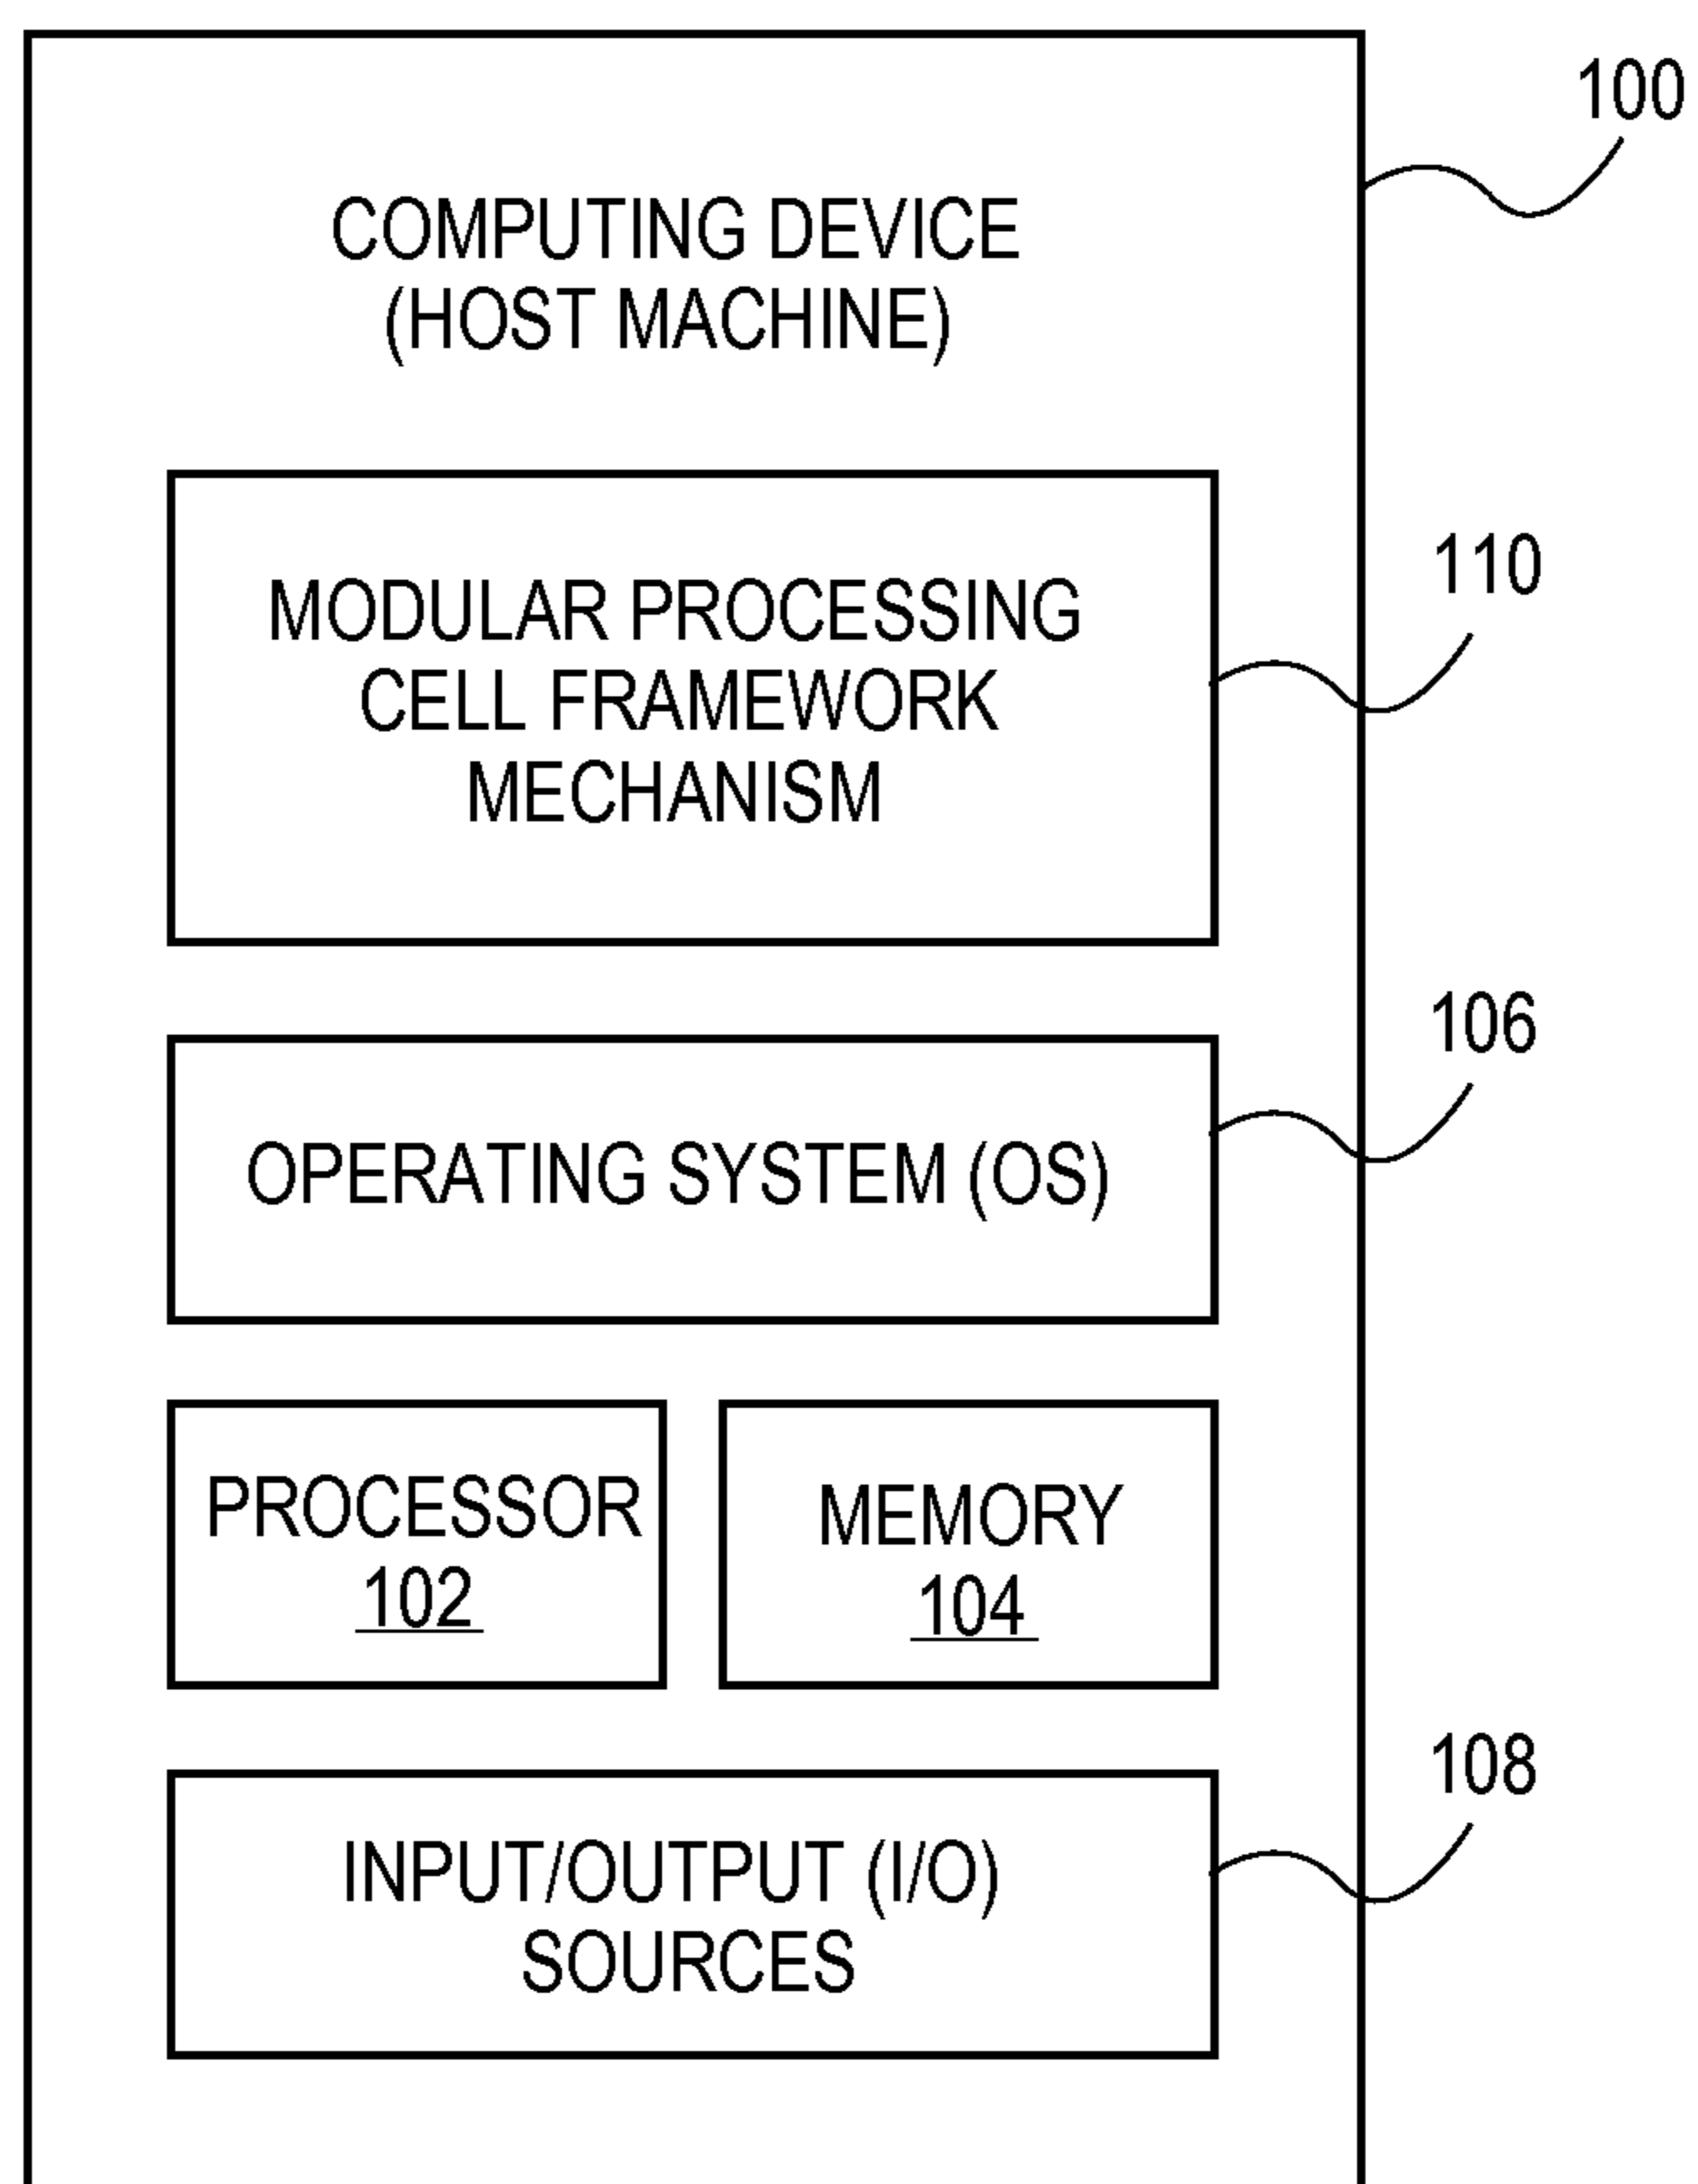 100
COMPUTING DEVICE
(HOST MACHINE)
110
MODULAR PROCESSING
CELL FRAMEWORK
MECHANISM
106
OPERATING SYSTEM (OS)
PROCESSOR
102
MEMORY
104
108
INPUT/OUTPUT (I/O)
SOURCES